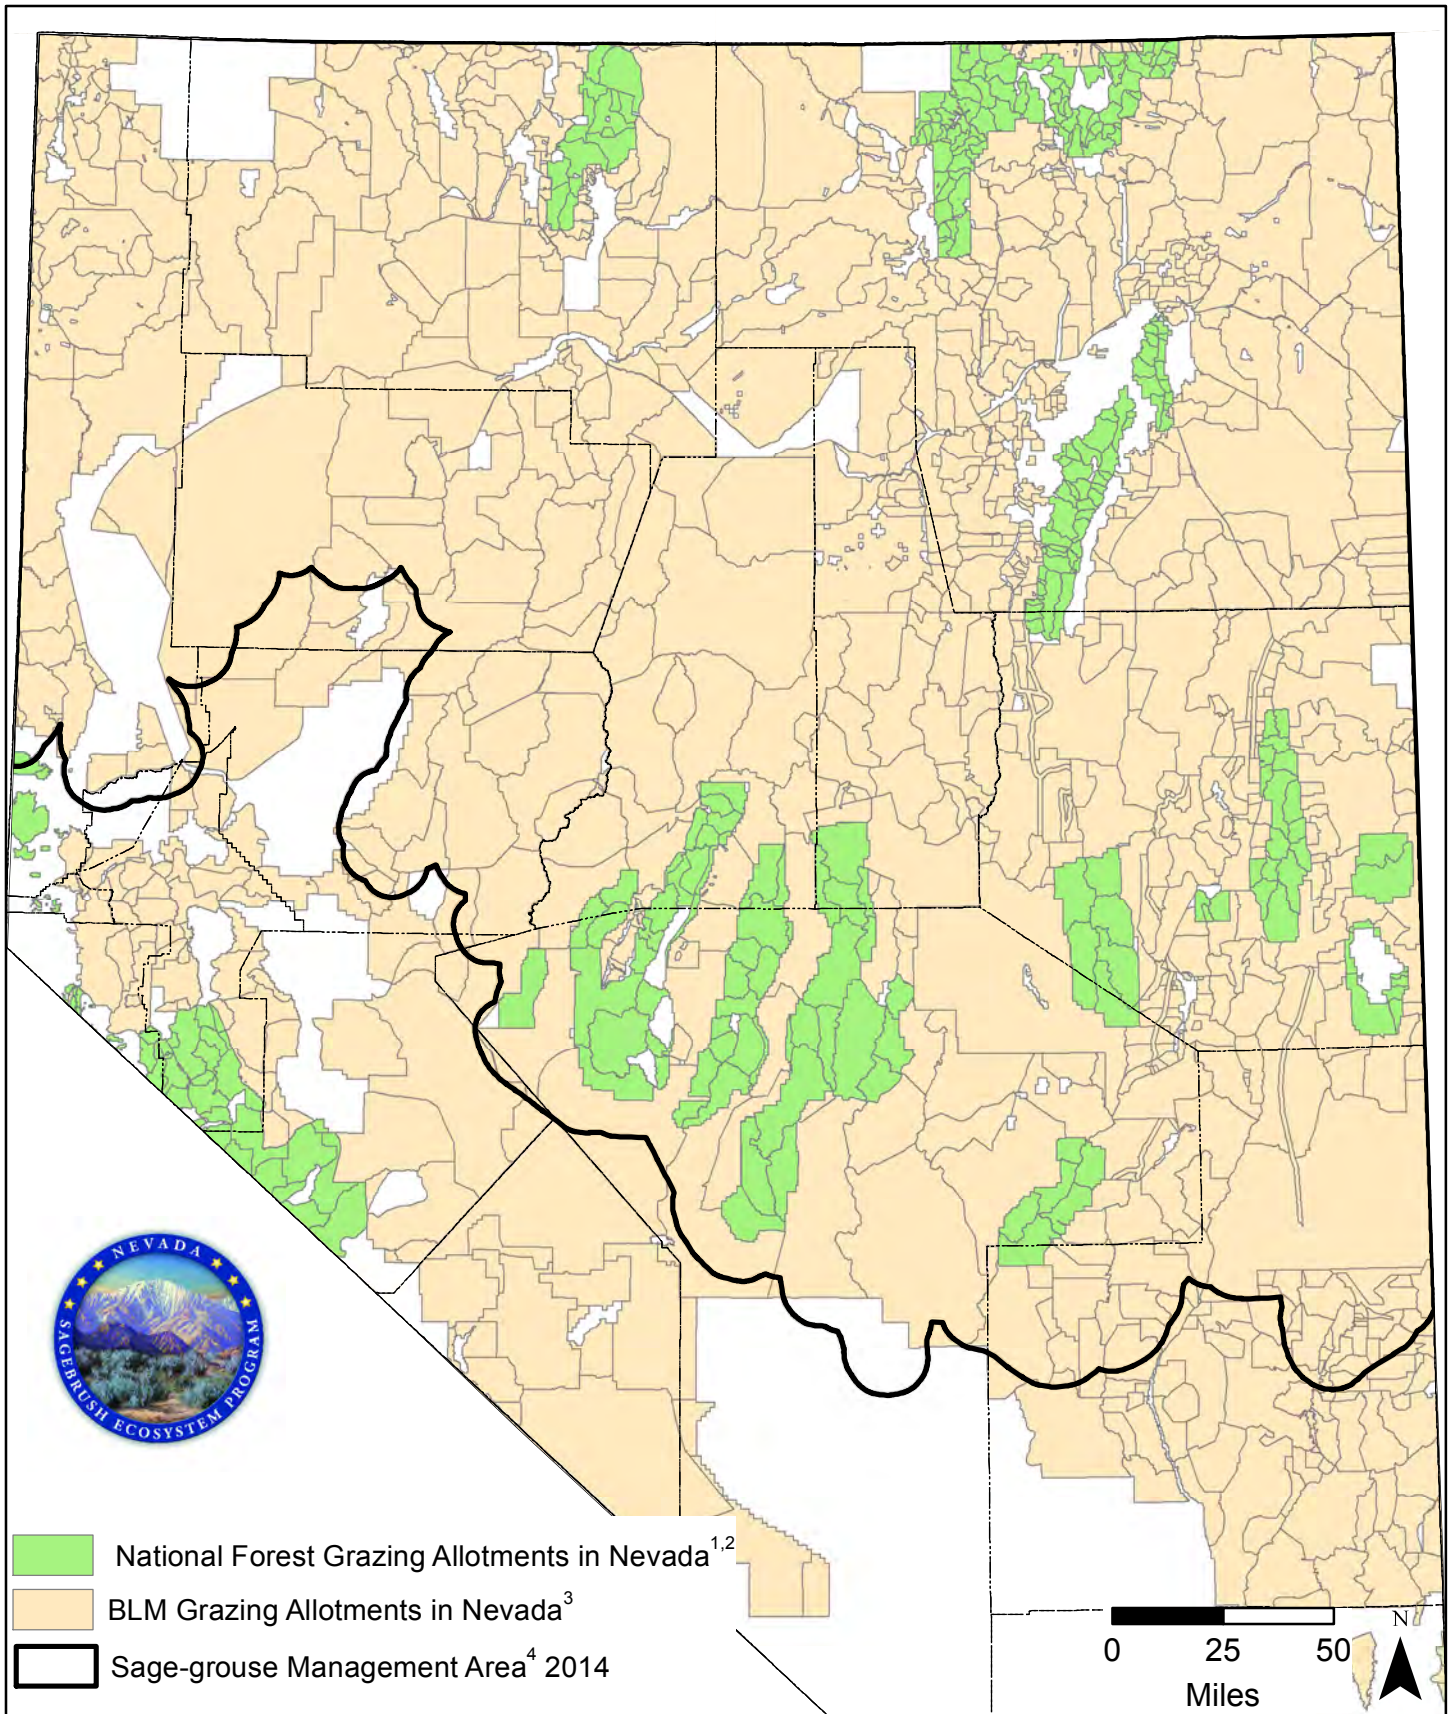 NEVADA
SAGEBRUSH ECOSYSTEM PROGRAM
National Forest Grazing Allotments in Nevada1,2
BLM Grazing Allotments in Nevada3
Sage-grouse Management Area4 2014
N
0 25 50
Miles